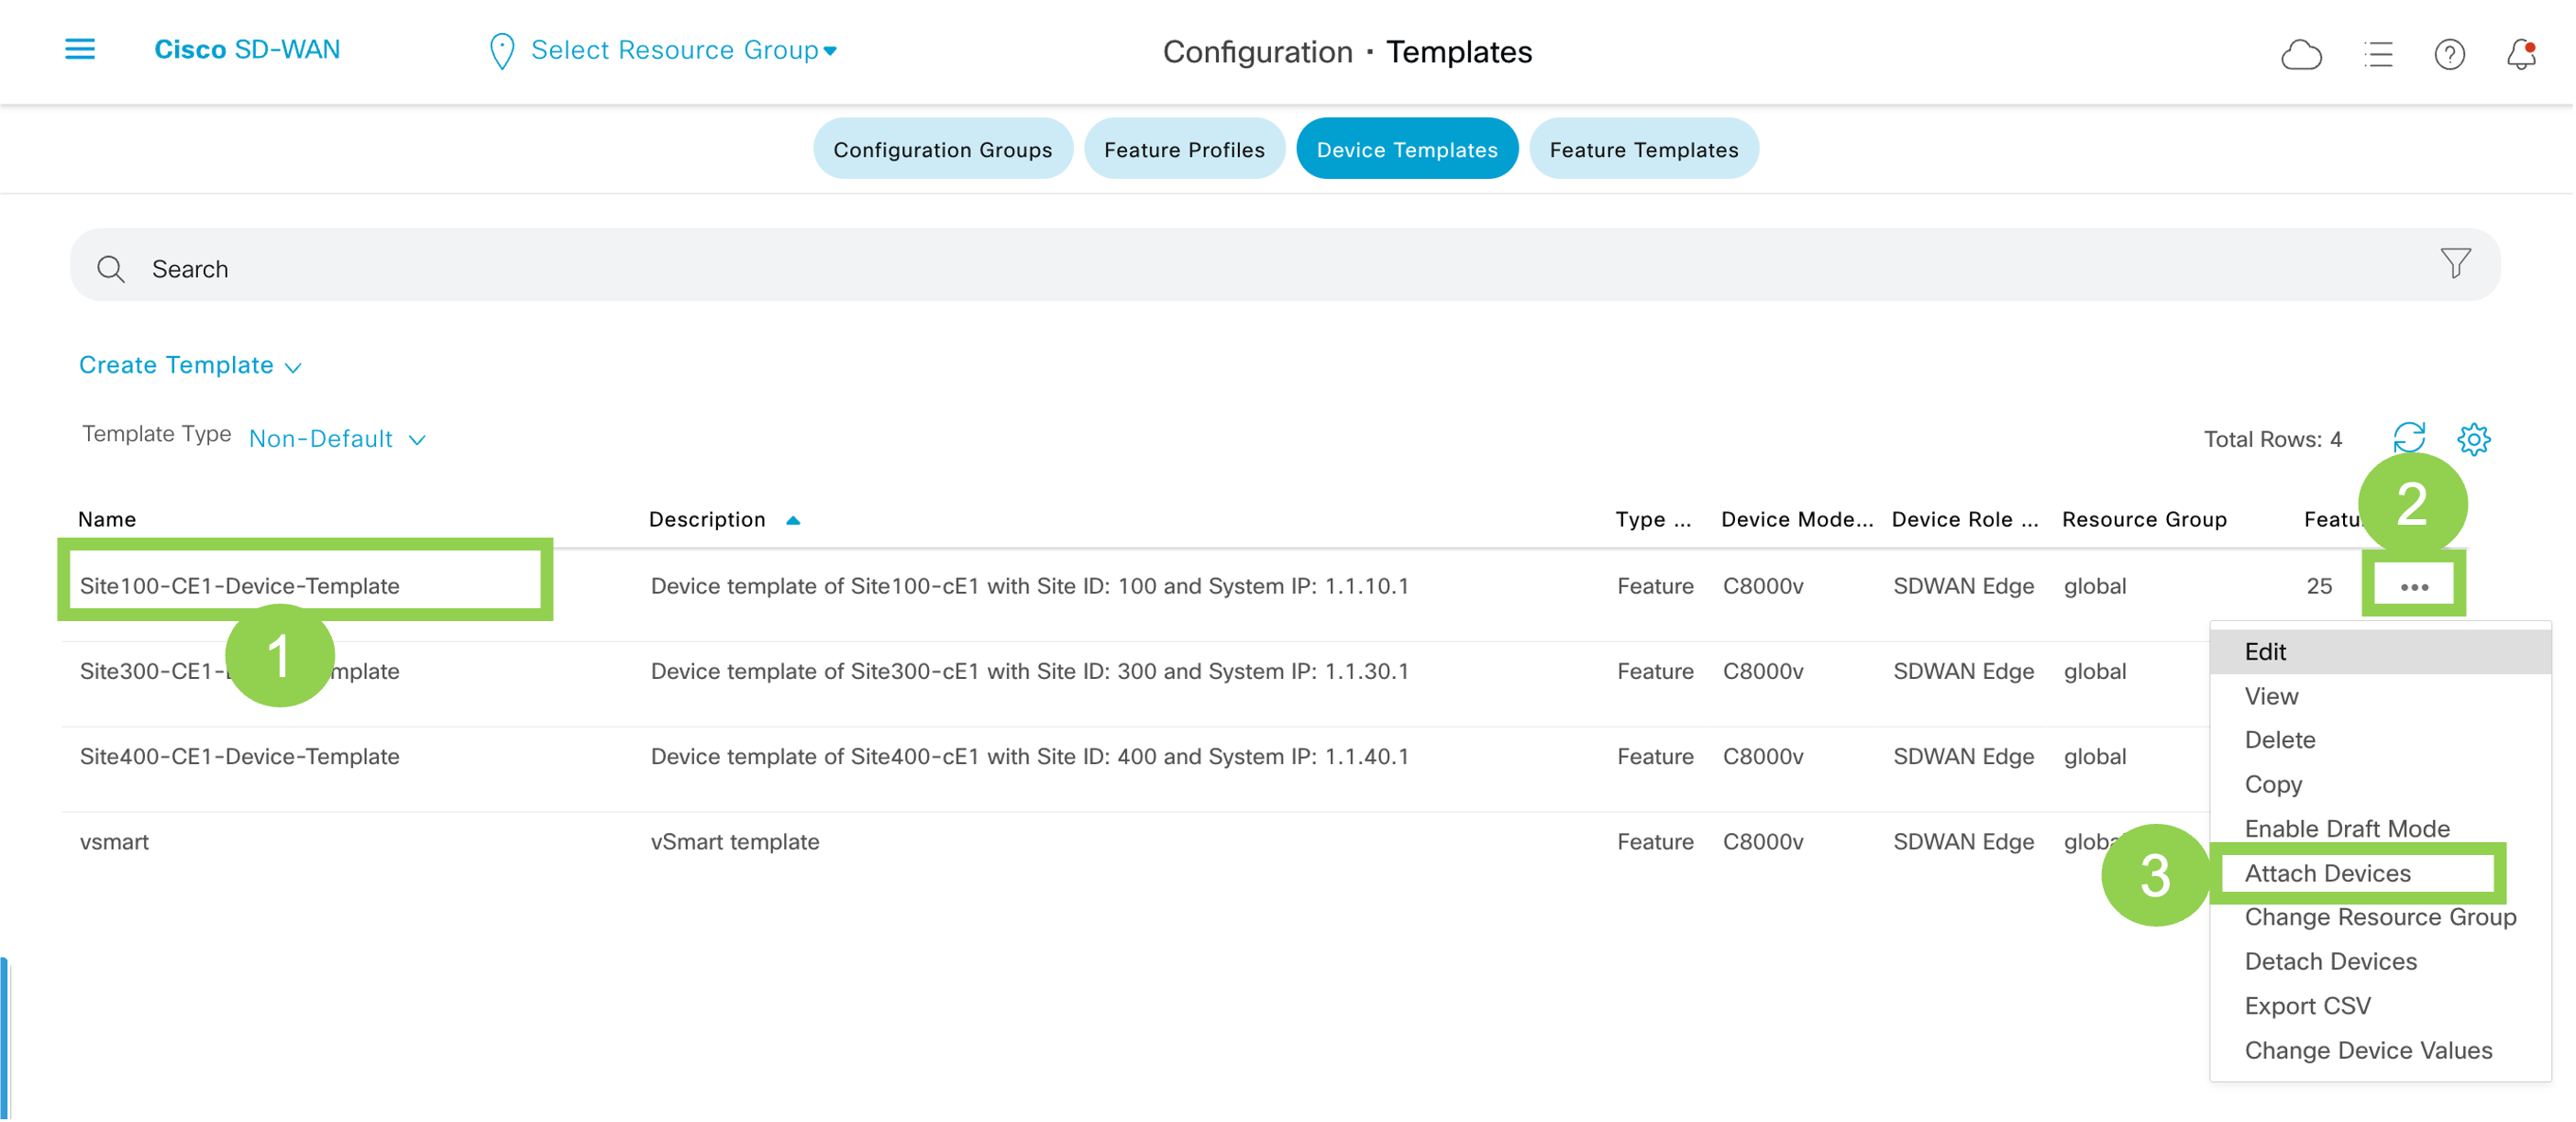 Cisco SD-WAN Select Resource Group Configuration · Templates
Configuration Groups Feature Profiles Device Templates Feature Templates
Search
Create Template
Template Type Non-Default Total Rows: 4
2
Name Description Type ... Device Mode... Device Role ... Resource Group
Site100-CE1-Device-Template Device template of Site100-cE1 with Site ID: 100 and System IP: 1.1.10.1 Feature C8000v SDWAN Edge global 25 •••
1
Site300-CE1- mplate Device template of Site300-cE1 with Site ID: 300 and System IP: 1.1.30.1 Feature C8000v SDWAN Edge global
Site400-CE1-Device-Template Device template of Site400-cE1 with Site ID: 400 and System IP: 1.1.40.1 Feature C8000v SDWAN Edge global
vsmart vSmart template Feature C8000v SDWAN Edge
Edit
View
Delete
Copy
Enable Draft Mode
3
Attach Devices
Change Resource Group
Detach Devices
Export CSV
Change Device Values